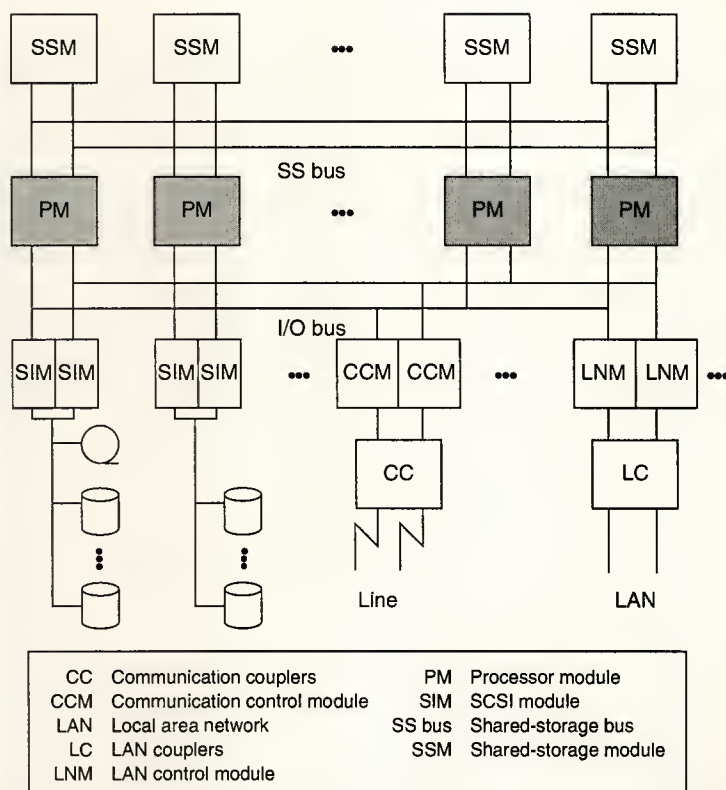 SSM SSM ••• SSM SSM
SS bus
PM PM ••• PM PM
I/O bus
SIM SIM SIM SIM ••• CCM CCM ••• LNM LNM •••
CC LC
Line LAN
CC Communication couplers
CCM Communication control module
LAN Local area network
LC LAN couplers
LNM LAN control module
PM Processor module
SIM SCSI module
SS bus Shared-storage bus
SSM Shared-storage module